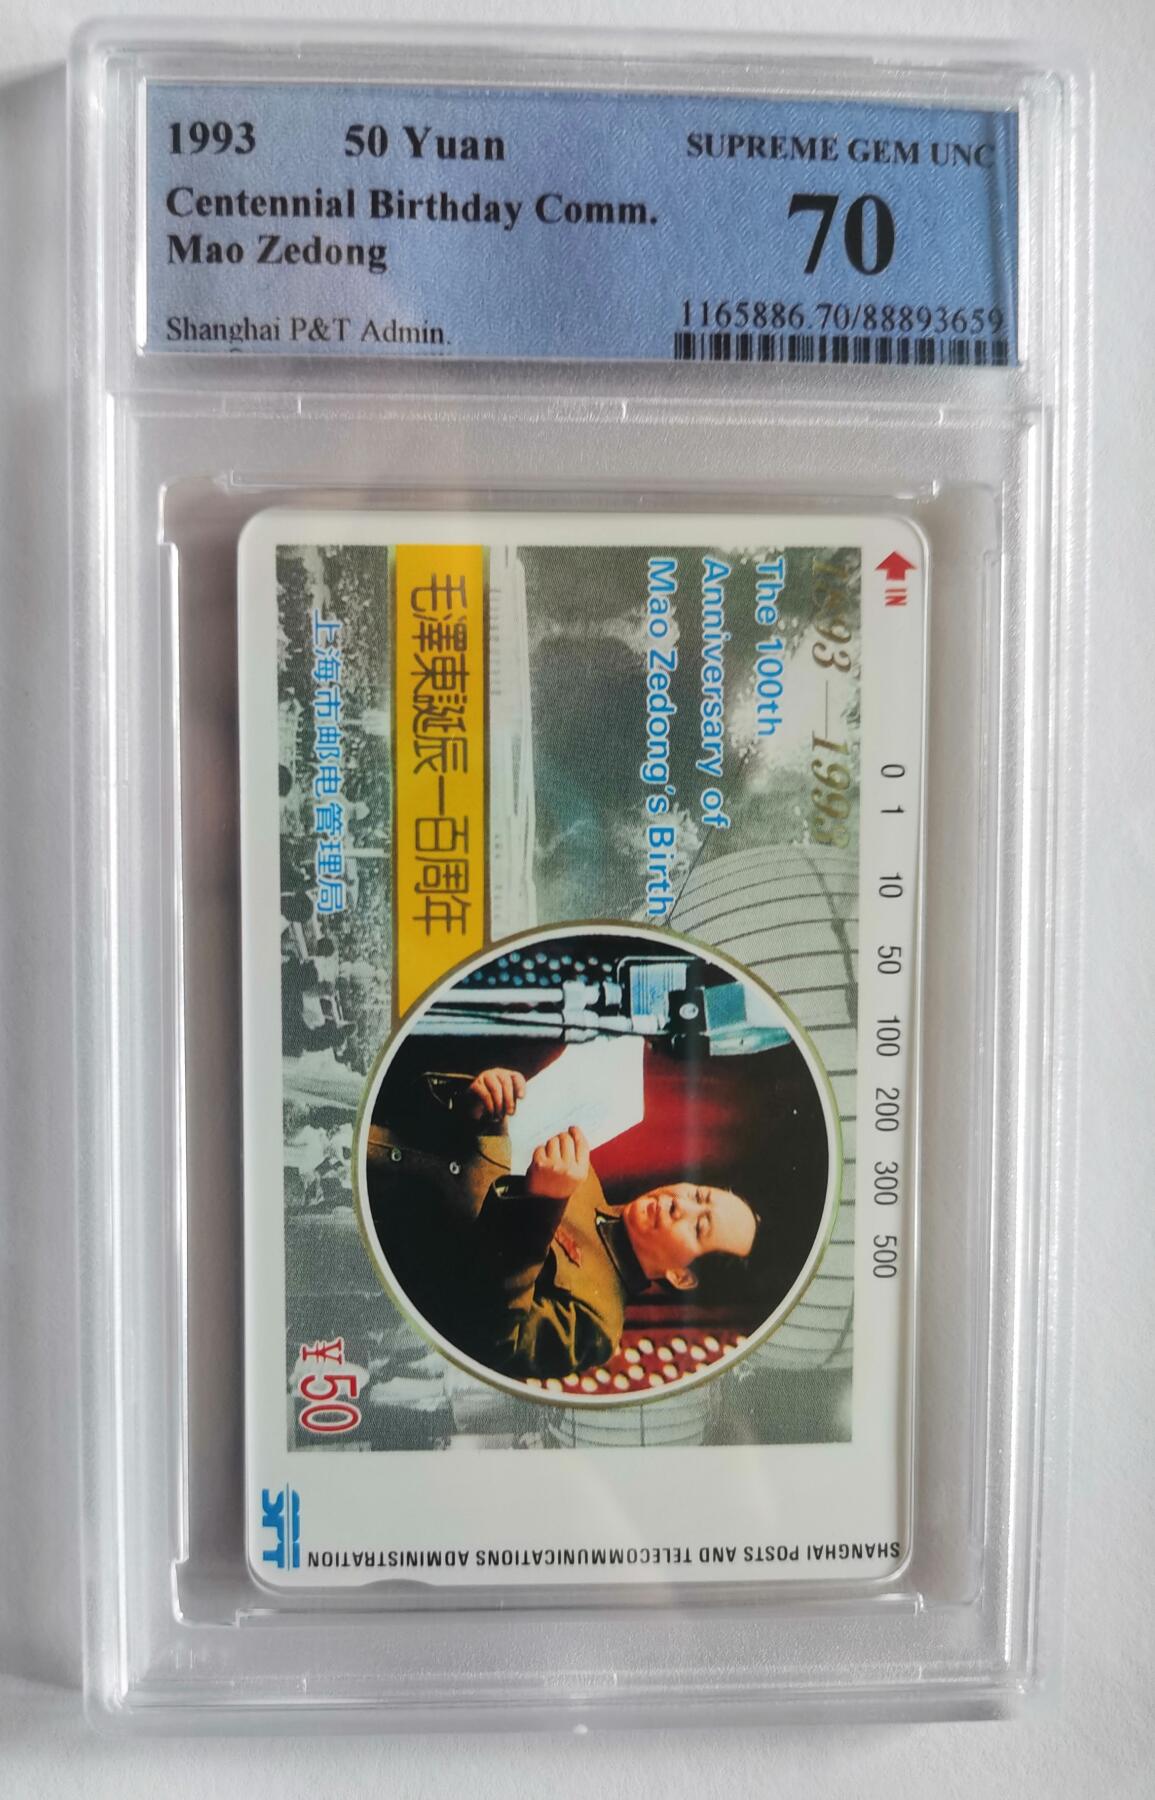 1993 50 Yuan
Centennial Birthday Comm.
Mao Zedong
Shanghai P&T Admin.
SUPREME GEM UNC
70
1165886.70/88893659
IN
0 1 10 50 100 200 300 500
1893—1993
The 100th
Anniversary of
Mao Zedong's Birth
毛澤東誕辰一百周年
上海市邮电管理局
¥50
SPT
SHANGHAI POSTS AND TELECOMMUNICATIONS ADMINISTRATION